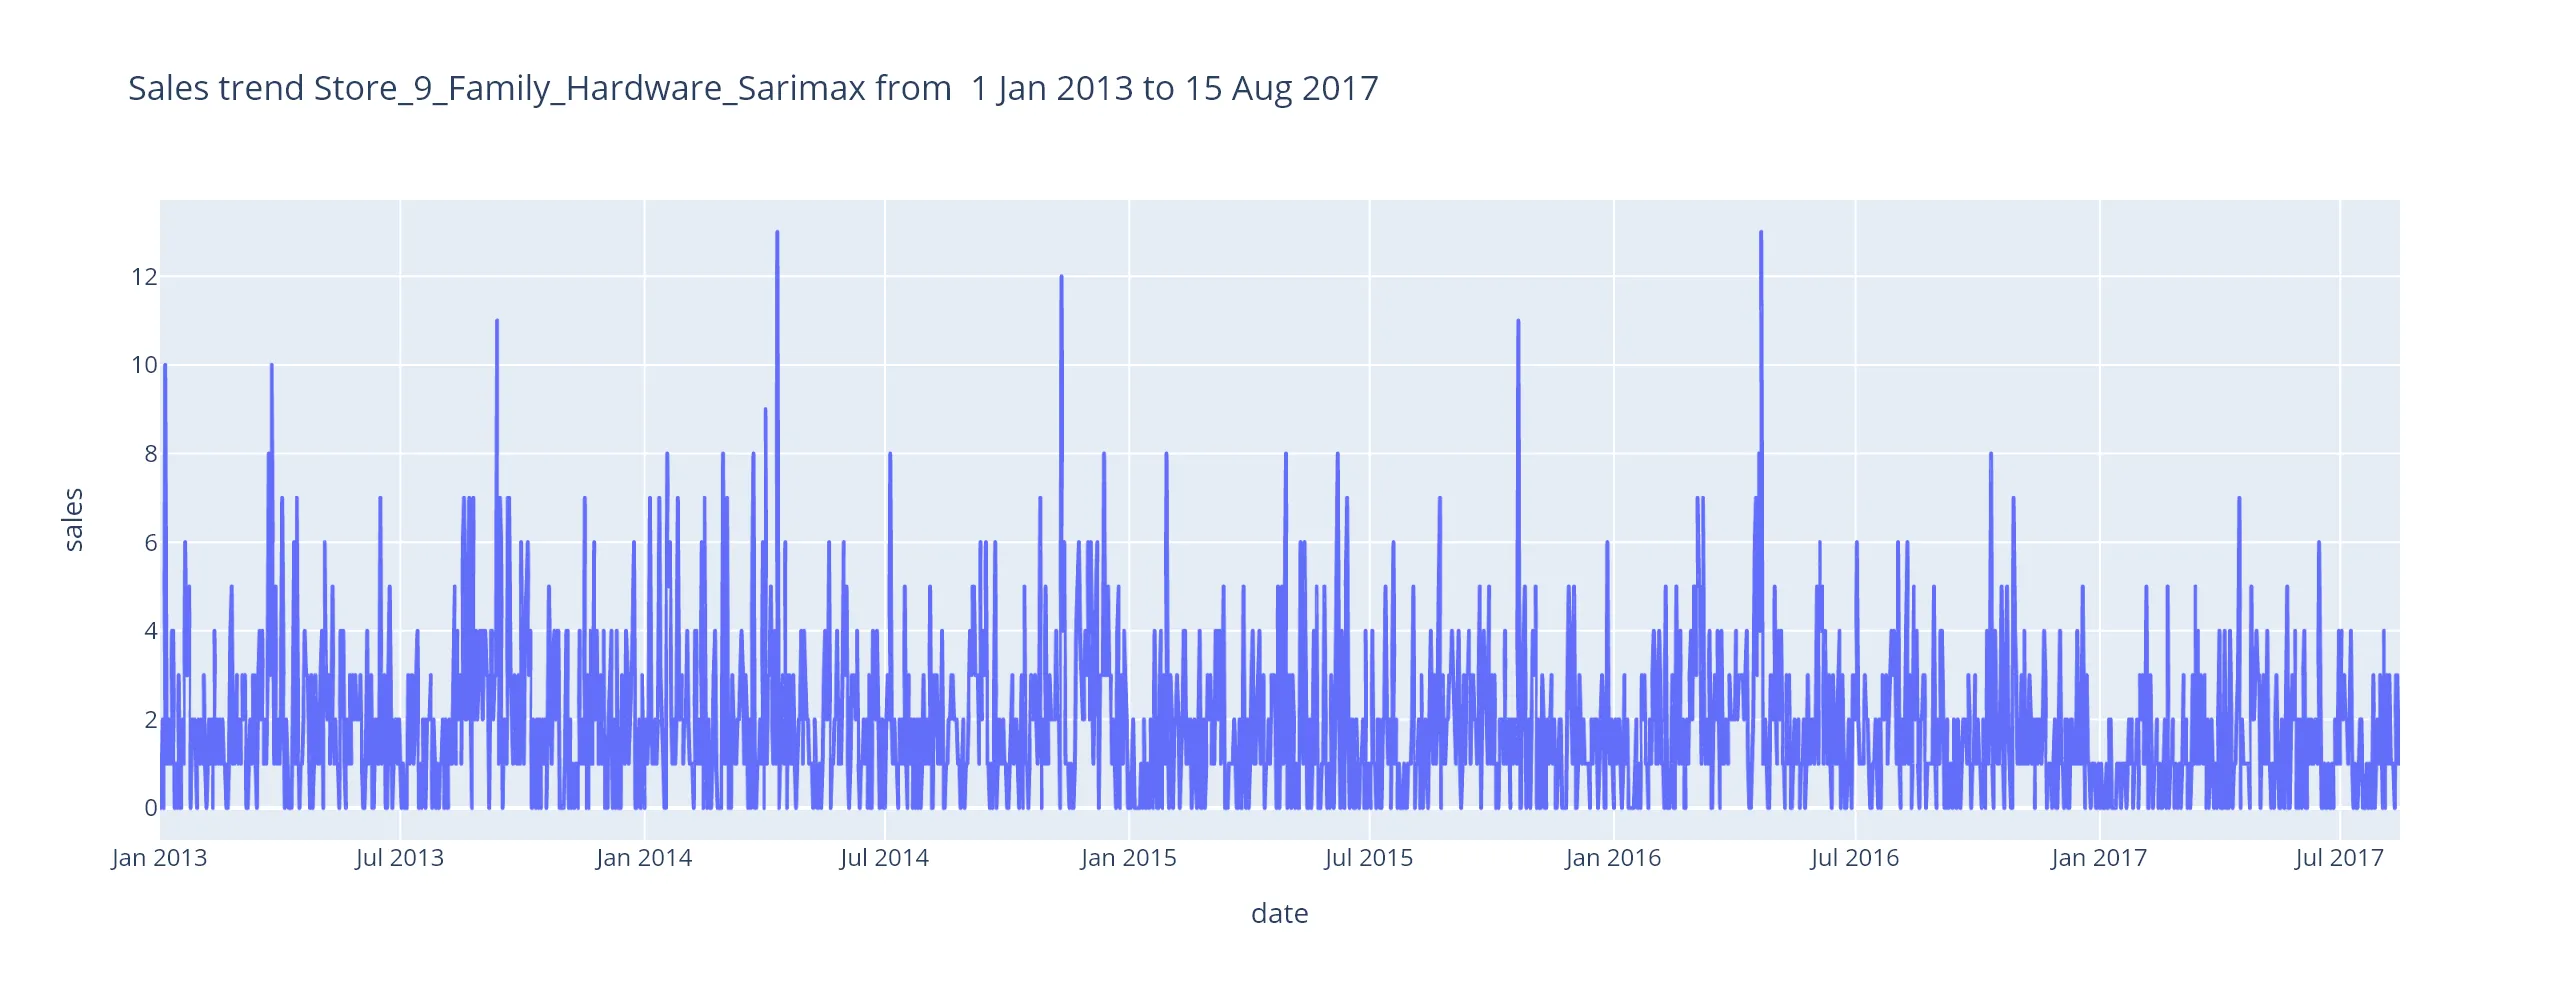 Sales trend Store_9_Family_Hardware_Sarimax from  1 Jan 2013 to 15 Aug 2017
12
10
8
6
4
2
0
sales
Jan 2013 Jul 2013 Jan 2014 Jul 2014 Jan 2015 Jul 2015 Jan 2016 Jul 2016 Jan 2017 Jul 2017
date